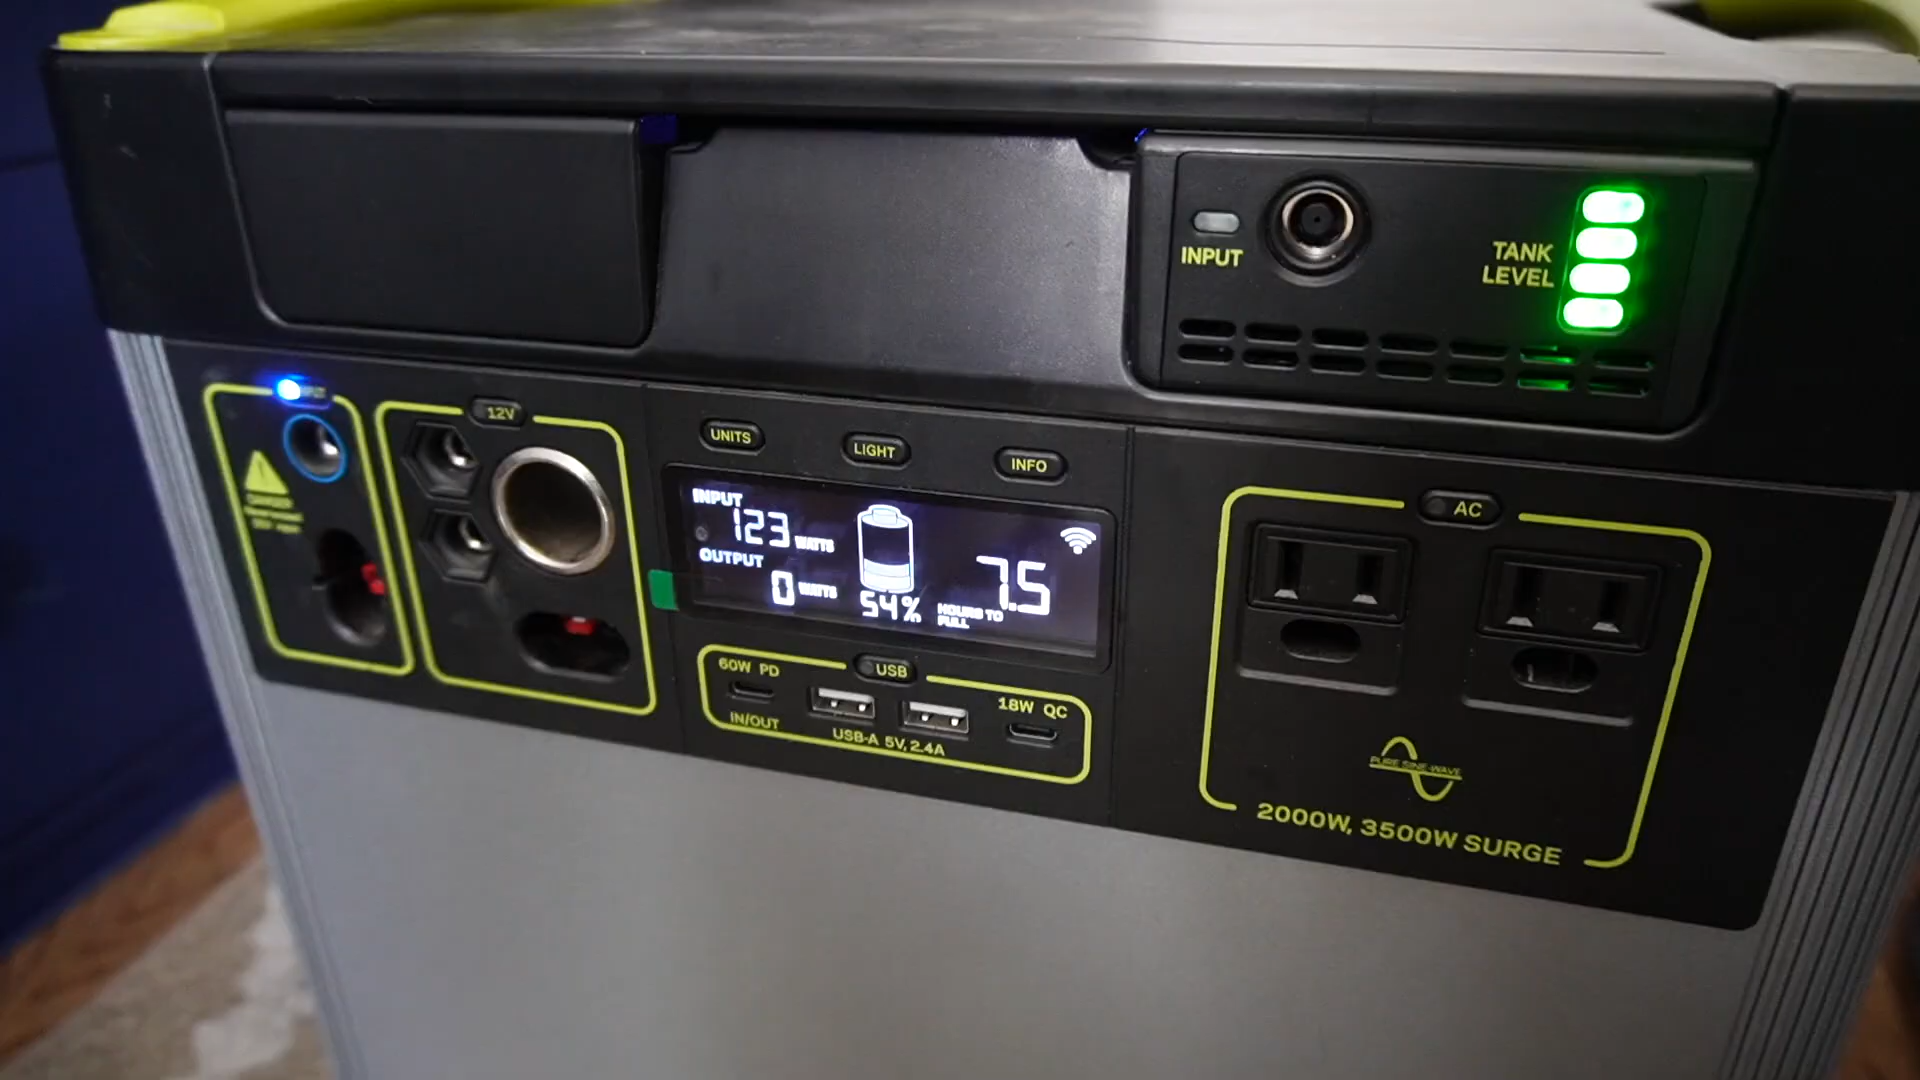 INPUT
TANK
LEVEL
12V
UNITS
LIGHT
INFO
DANGER
INPUT
123 WATTS
OUTPUT
0 WATTS
54%
7.5
HOURS TO
FULL
AC
60W PD
USB
18W QC
IN/OUT
USB-A 5V, 2.4A
PURE SINE-WAVE
2000W, 3500W SURGE